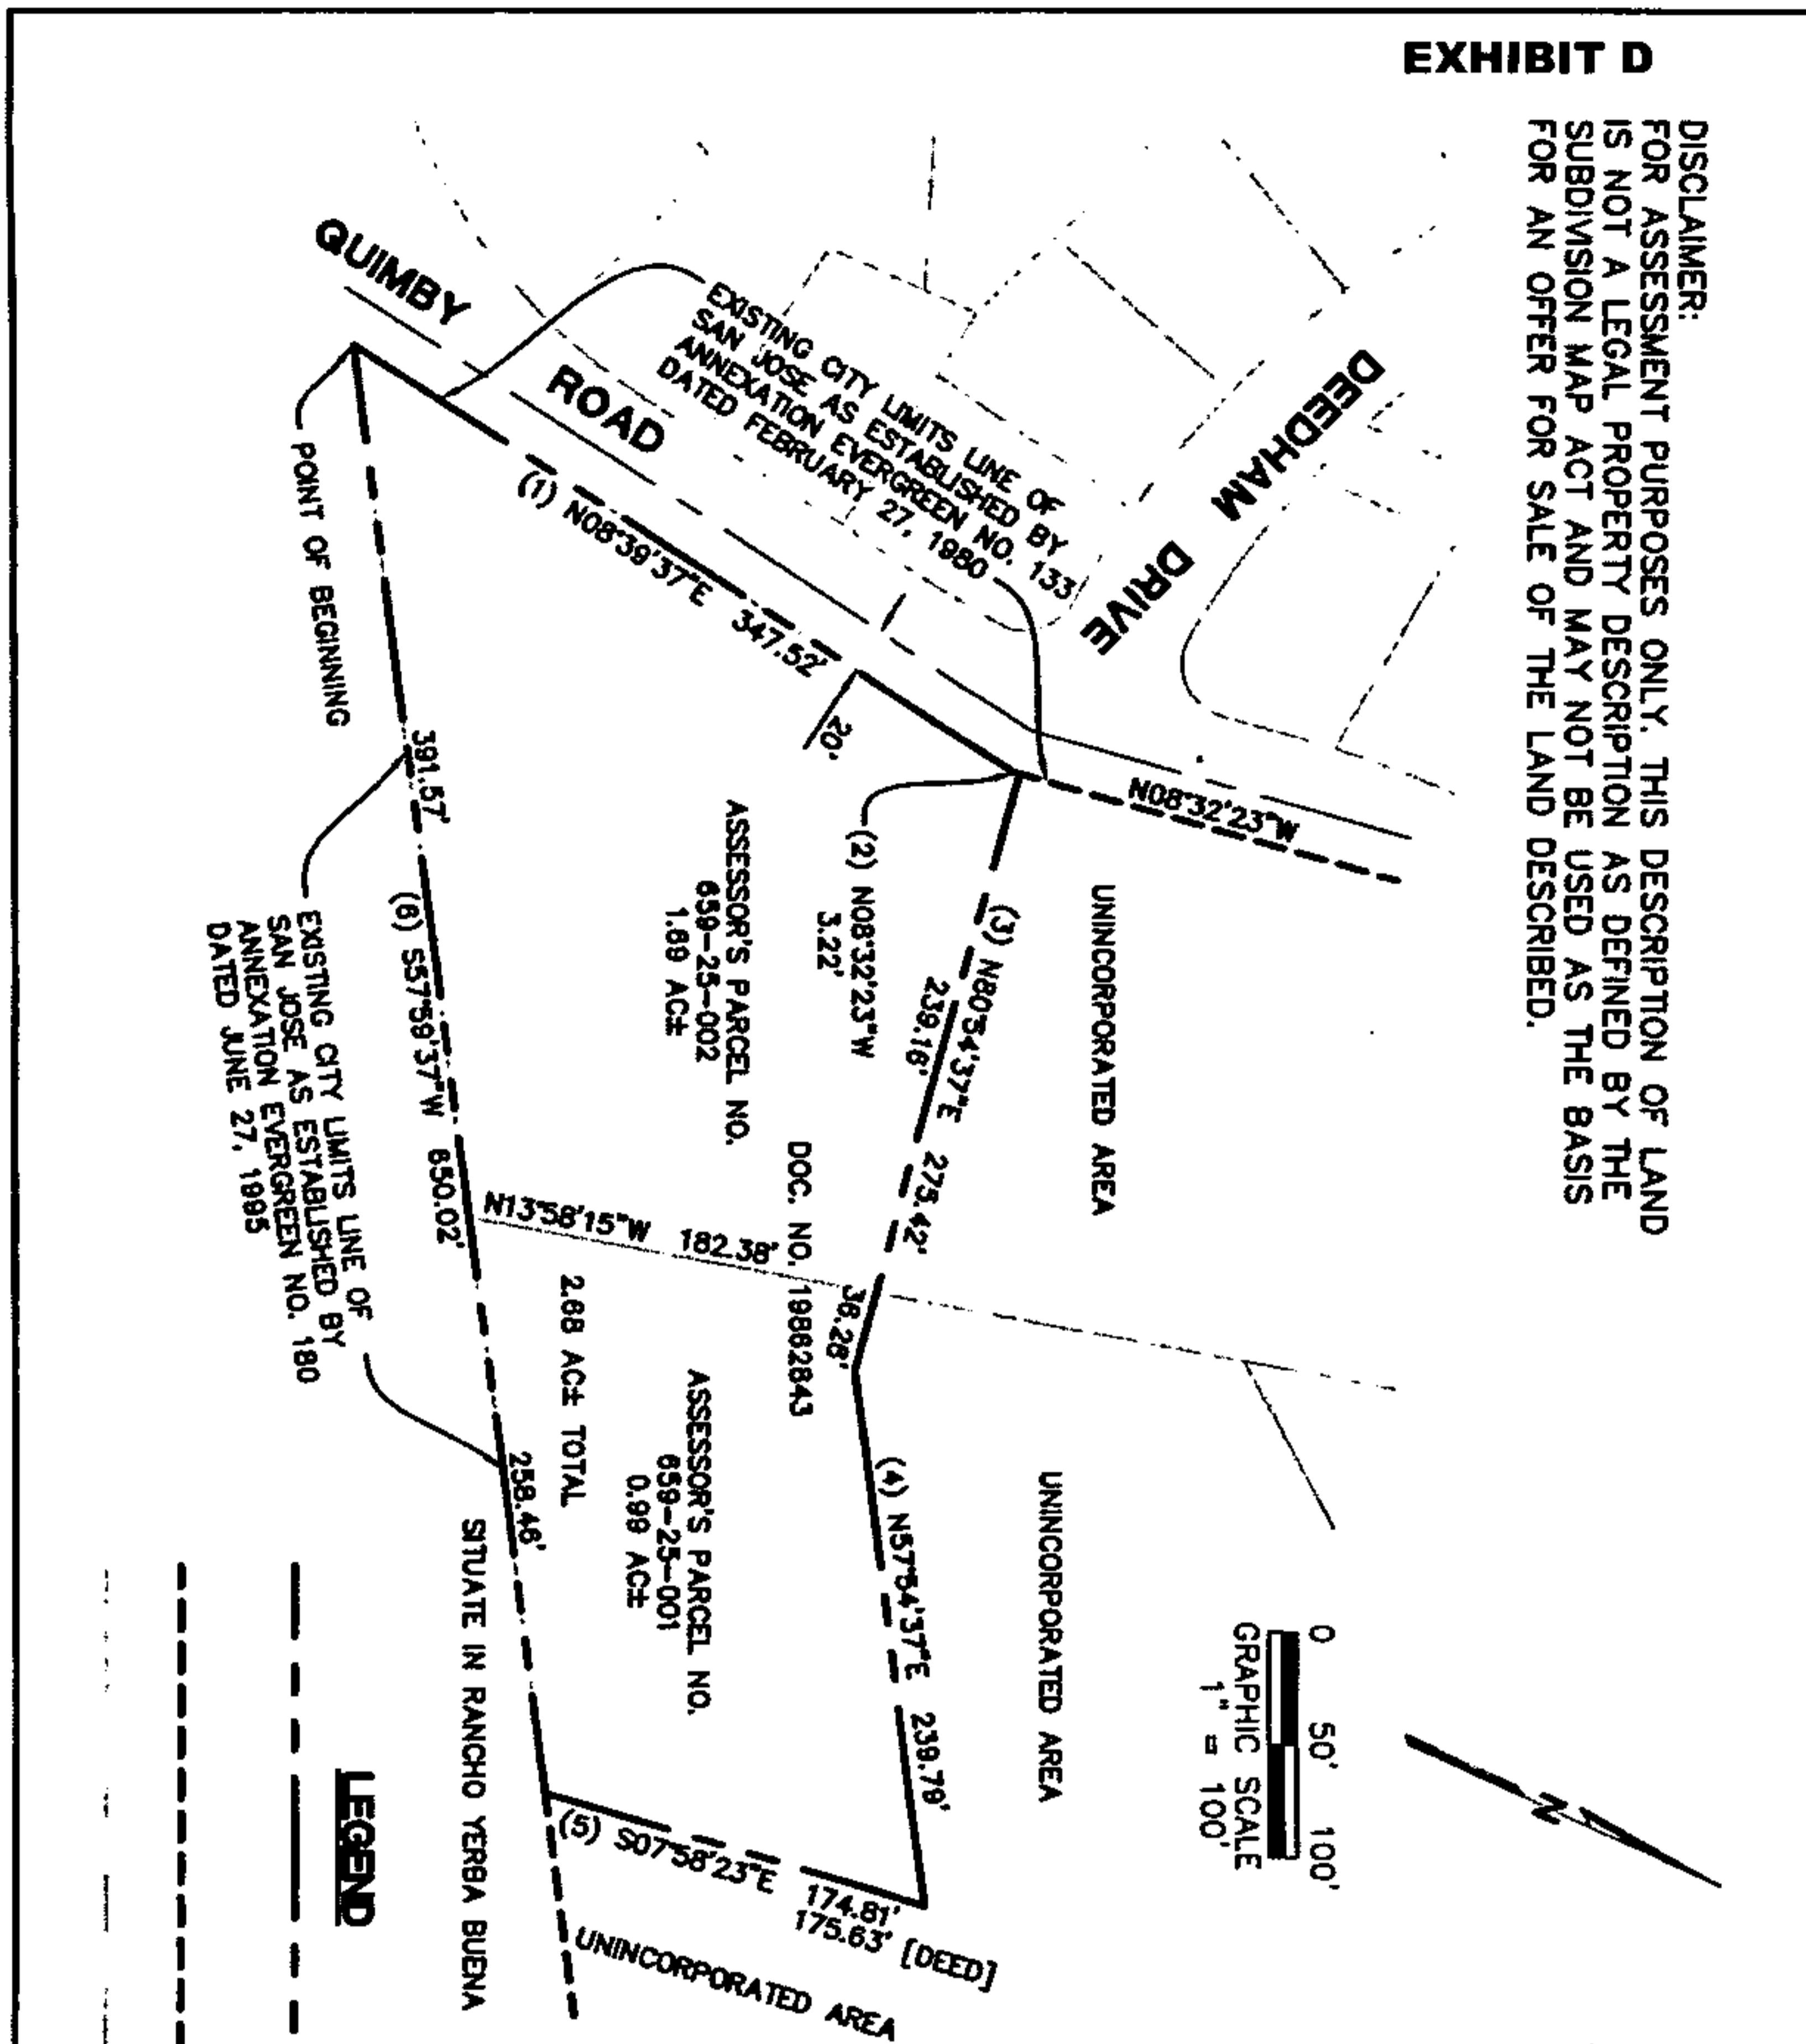 EXHIBIT D
DISCLAIMER:
FOR ASSESSMENT PURPOSES ONLY. THIS DESCRIPTION OF LAND
IS NOT A LEGAL PROPERTY DESCRIPTION AS DEFINED BY THE
SUBDIVISION MAP ACT AND MAY NOT BE USED AS THE BASIS
FOR AN OFFER FOR SALE OF THE LAND DESCRIBED.
DEEDHAM DRIVE
QUIMBY ROAD
EXISTING CITY LIMITS LINE OF
SAN JOSE AS ESTABLISHED BY
ANNEXATION EVERGREEN NO. 133
DATED FEBRUARY 27, 1980
N08°32'23"W
(1) N08°39'37"E 347.52'
20'
(2) N08°32'23"W
3.22'
(3) N80°54'37"E 275.42'
239.16'
36.26'
UNINCORPORATED AREA
POINT OF BEGINNING
ASSESSOR'S PARCEL NO.
659-25-002
1.69 AC±
DOC. NO. 19862843
N13°58'15"W 182.38'
391.57'
(6) S57°59'37"W 650.02'
258.46'
EXISTING CITY LIMITS LINE OF
SAN JOSE AS ESTABLISHED BY
ANNEXATION EVERGREEN NO. 180
DATED JUNE 27, 1995
2.68 AC± TOTAL
ASSESSOR'S PARCEL NO.
659-25-001
0.99 AC±
(4) N57°54'37"E 239.79'
UNINCORPORATED AREA
(5) S07°58'23"E 174.81'
175.63' [DEED]
UNINCORPORATED AREA
SITUATE IN RANCHO YERBA BUENA
0 50' 100'
GRAPHIC SCALE
1" = 100'
N
LEGEND